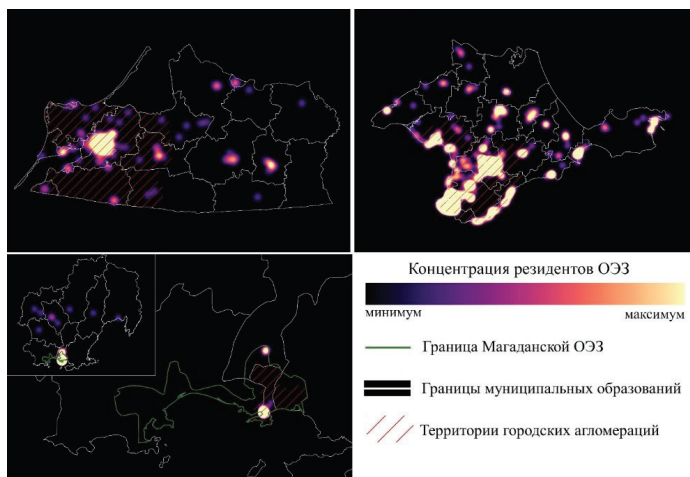 Концентрация резидентов ОЭЗ
минимум
максимум
Граница Магаданской ОЭЗ
Границы муниципальных образований
Территории городских агломераций